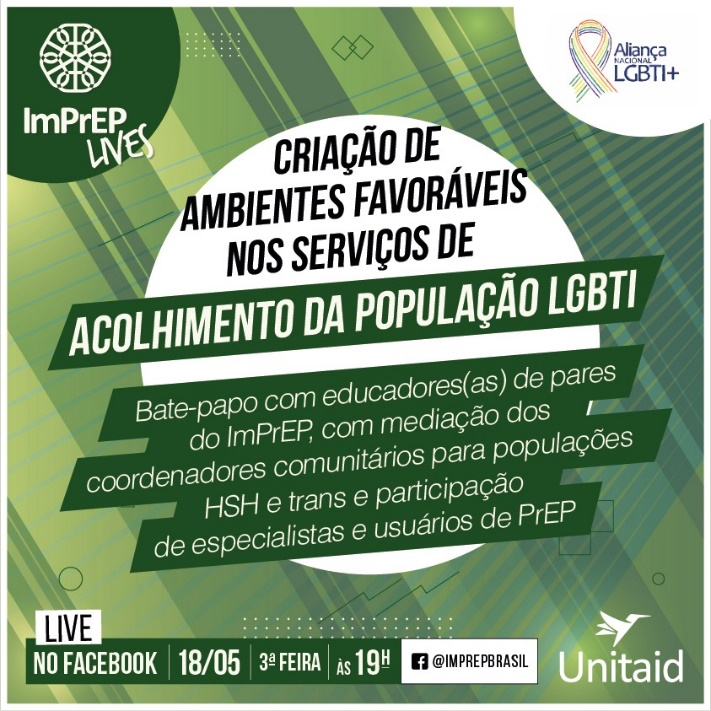 ImPrEP
LIVES
Aliança
NACIONAL
LGBTI+
CRIAÇÃO DE
AMBIENTES FAVORÁVEIS
NOS SERVIÇOS DE
ACOLHIMENTO DA POPULAÇÃO LGBTI
Bate-papo com educadores(as) de pares
do ImPrEP, com mediação dos
coordenadores comunitários para populações
HSH e trans e participação
de especialistas e usuários de PrEP
LIVE
NO FACEBOOK | 18/05 | 3ª FEIRA | ÀS 19H @IMPREPBRASIL
Unitaid